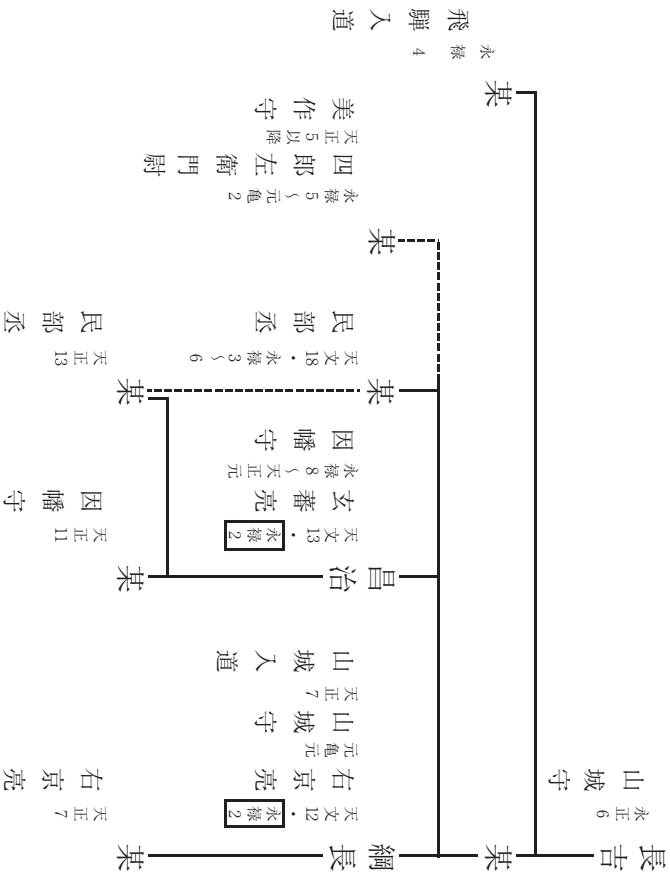 長吉
永正6
山城守
某
某
永禄4
飛騨入道
綱長
天文12・永禄2
右京亮
元亀元
山城守
天正7
山城入道
昌治
天文13・永禄2
玄蕃亮
永禄8～天正元
因幡守
某
天文18・永禄3～6
民部丞
某
永禄5～元亀2
四郎左衛門尉
天正5以降
美作守
某
天正7
右京亮
某
天正11
因幡守
某
天正13
民部丞